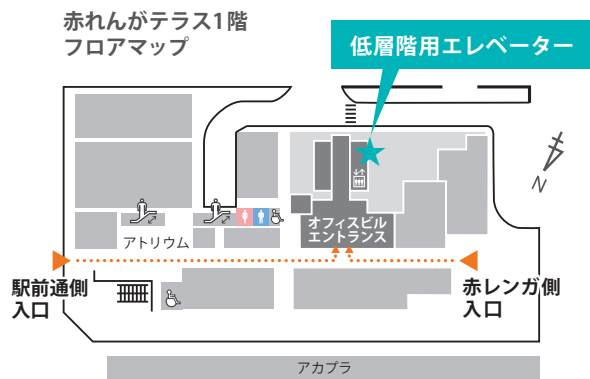 赤れんがテラス1階
フロアマップ
低層階用エレベーター
N
オフィスビル
エントランス
アトリウム
駅前通側
入口
赤レンガ側
入口
アカプラ